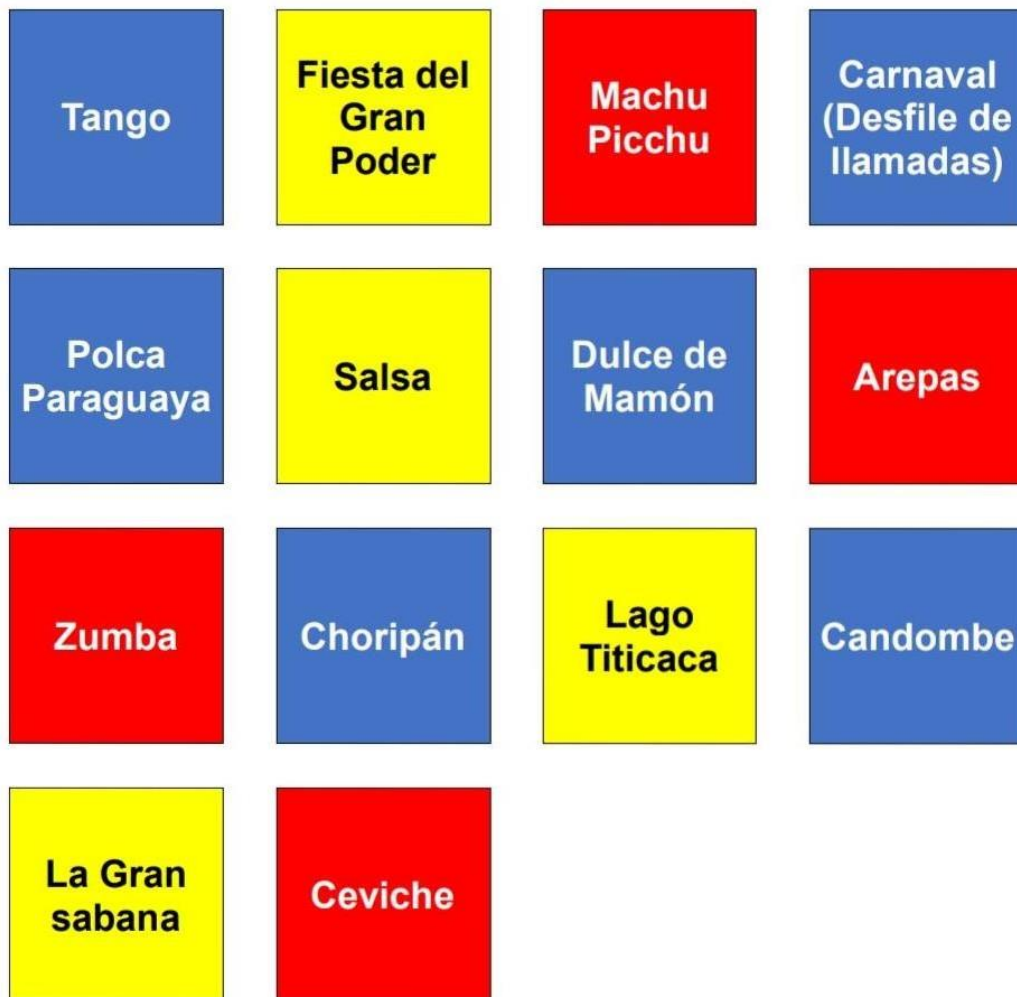 Tango
Fiesta del
Gran
Poder
Machu
Picchu
Carnaval
(Desfile de
llamadas)
Polca
Paraguaya
Salsa
Dulce de
Mamón
Arepas
Zumba
Choripán
Lago
Titicaca
Candombe
La Gran
sabana
Ceviche